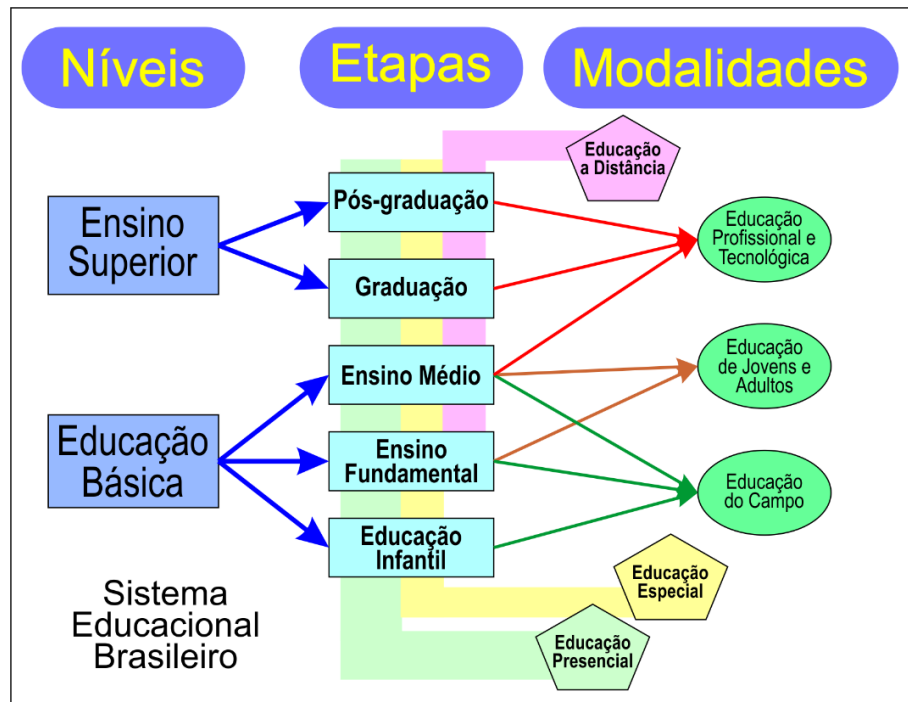 Níveis
Etapas
Modalidades
Educação
a Distância
Pós-graduação
Ensino
Superior
Educação
Profissional e
Tecnológica
Graduação
Ensino Médio
Educação
de Jovens e
Adultos
Educação
Básica
Ensino
Fundamental
Educação
do Campo
Educação
Infantil
Educação
Especial
Sistema
Educacional
Brasileiro
Educação
Presencial